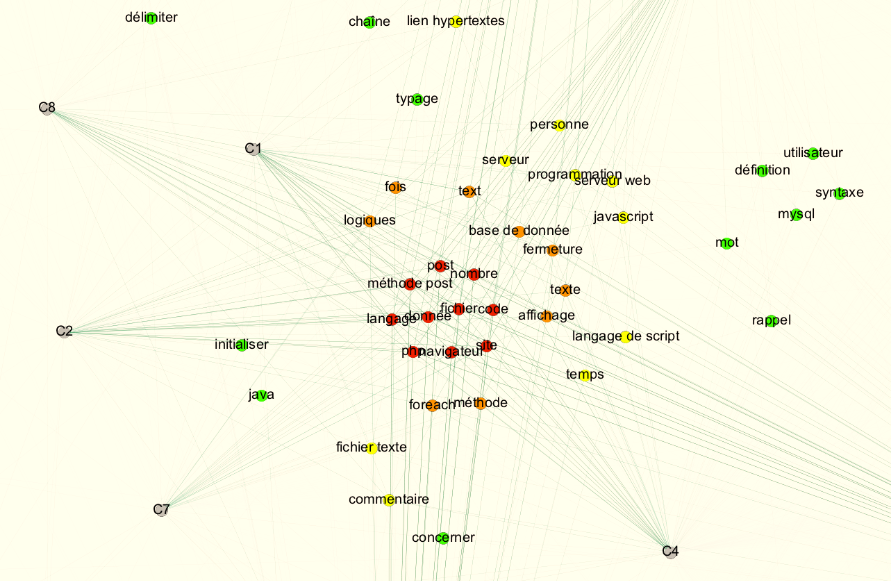 délimiter
chaine
lien hypertextes
typage
C8
personne
C1
serveur
utilisateur
programmation
définition
serveur web
fois
text
syntaxe
logiques
javascript
mysql
base de donnée
mot
fermeture
post
nombre
méthode post
texte
fichier
code
langage
donnée
affichage
rappel
C2
langage de script
initialiser
site
php
navigateur
temps
java
foreach
méthode
fichier texte
commentaire
C7
concerner
C4